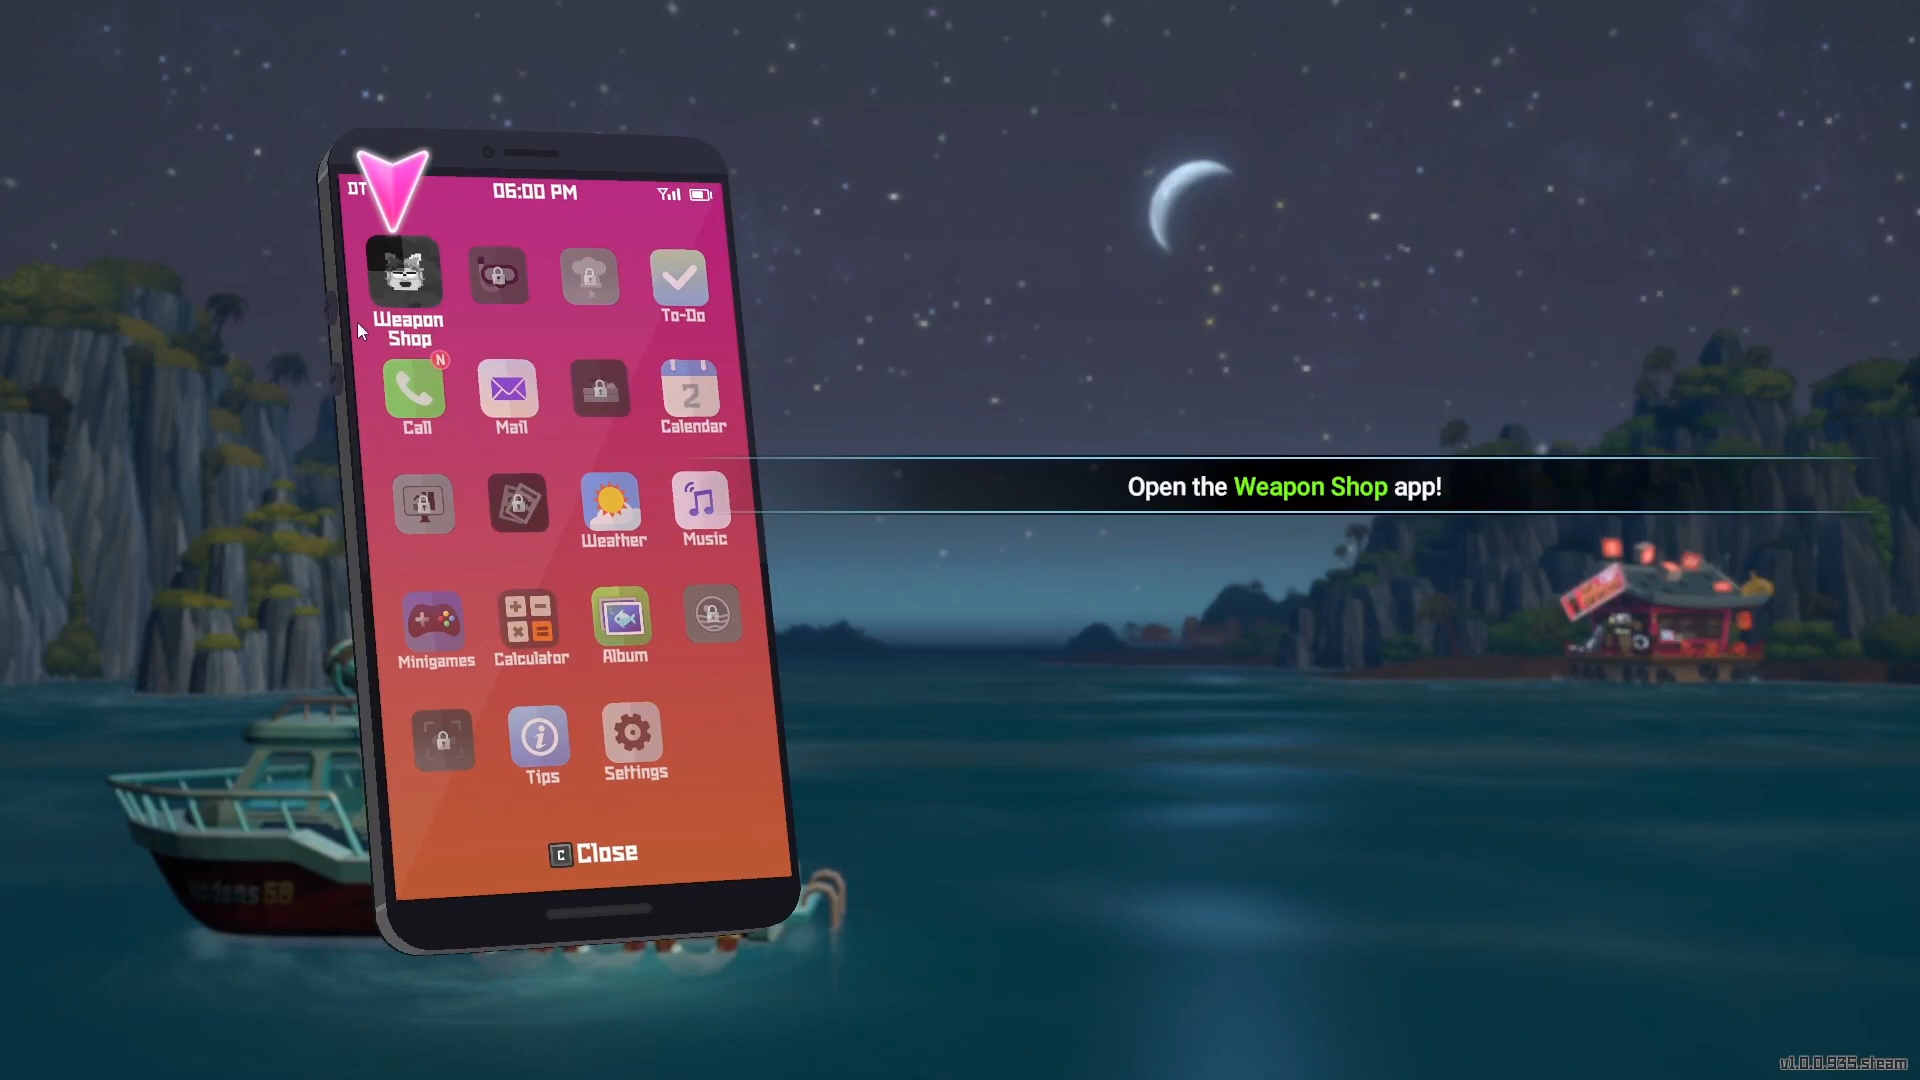 DT
06:00 PM
Weapon
Shop
To-Do
N
Call
Mail
2
Calendar
Weather
Music
Minigames
Calculator
Album
Tips
Settings
C Close
Open the Weapon Shop app!
58
v1.0.0.935.steam